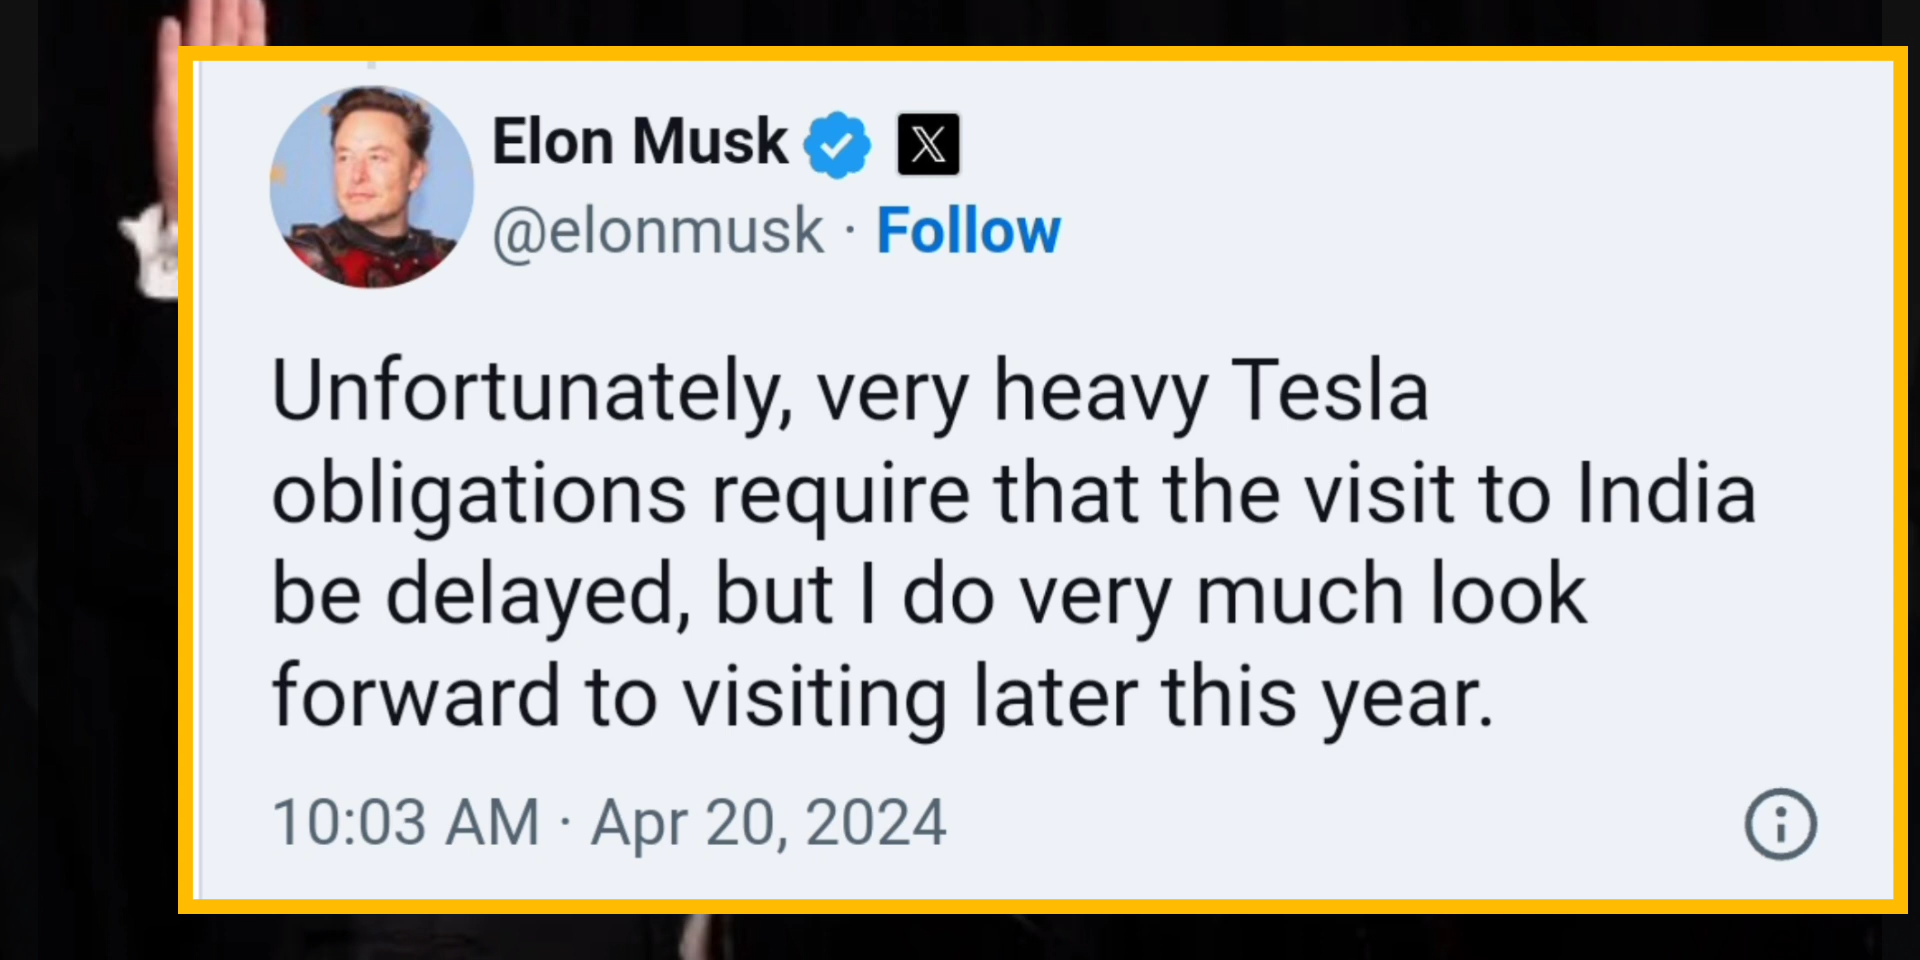 Elon Musk
@elonmusk · Follow
Unfortunately, very heavy Tesla
obligations require that the visit to India
be delayed, but I do very much look
forward to visiting later this year.
10:03 AM · Apr 20, 2024